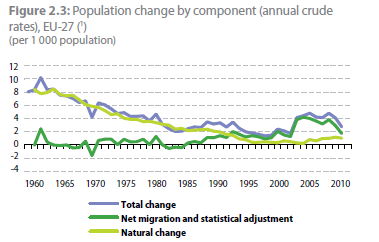 Figure 2.3: Population change by component (annual crude
rates), EU-27 (¹)
(per 1 000 population)
12
10
8
6
4
2
0
-2
-4
1960 1965 1970 1975 1980 1985 1990 1995 2000 2005 2010
Total change
Net migration and statistical adjustment
Natural change